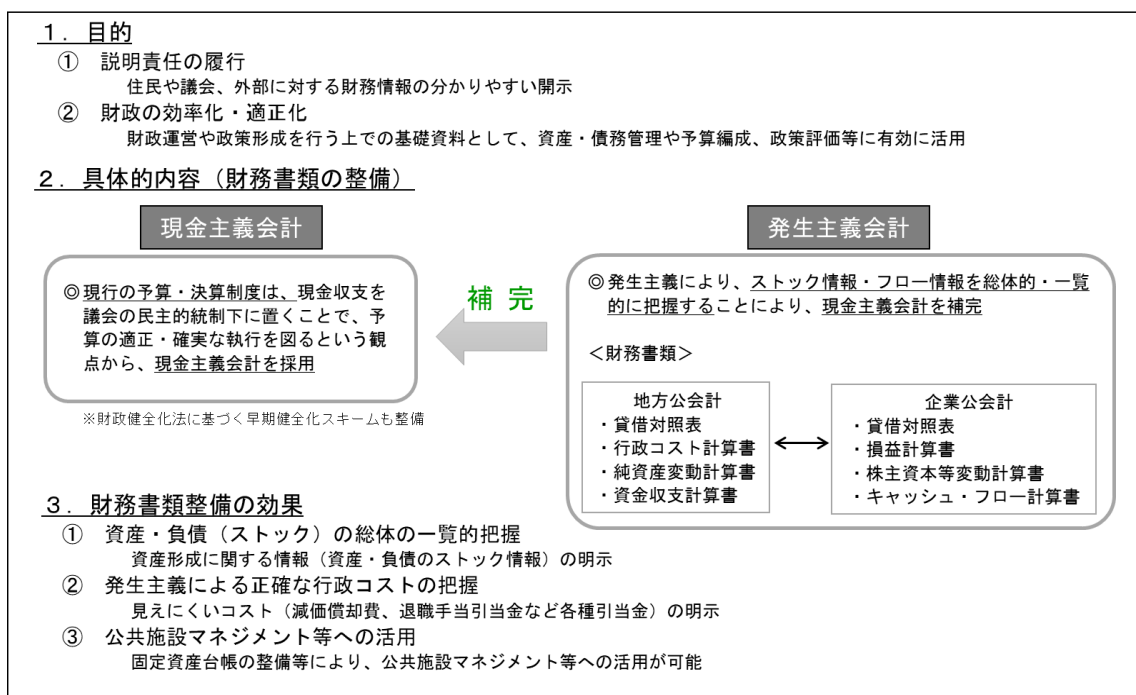 １．目的
① 説明責任の履行
住民や議会、外部に対する財務情報の分かりやすい開示
② 財政の効率化・適正化
財政運営や政策形成を行う上での基礎資料として、資産・債務管理や予算編成、政策評価等に有効に活用
２．具体的内容（財務書類の整備）
現金主義会計
◎現行の予算・決算制度は、現金収支を
議会の民主的統制下に置くことで、予
算の適正・確実な執行を図るという観
点から、現金主義会計を採用
※財政健全化法に基づく早期健全化スキームも整備
補完
発生主義会計
◎発生主義により、ストック情報・フロー情報を総体的・一覧
的に把握することにより、現金主義会計を補完
＜財務書類＞
地方公会計
・貸借対照表
・行政コスト計算書
・純資産変動計算書
・資金収支計算書
企業公会計
・貸借対照表
・損益計算書
・株主資本等変動計算書
・キャッシュ・フロー計算書
３．財務書類整備の効果
① 資産・負債（ストック）の総体の一覧的把握
資産形成に関する情報（資産・負債のストック情報）の明示
② 発生主義による正確な行政コストの把握
見えにくいコスト（減価償却費、退職手当引当金など各種引当金）の明示
③ 公共施設マネジメント等への活用
固定資産台帳の整備等により、公共施設マネジメント等への活用が可能